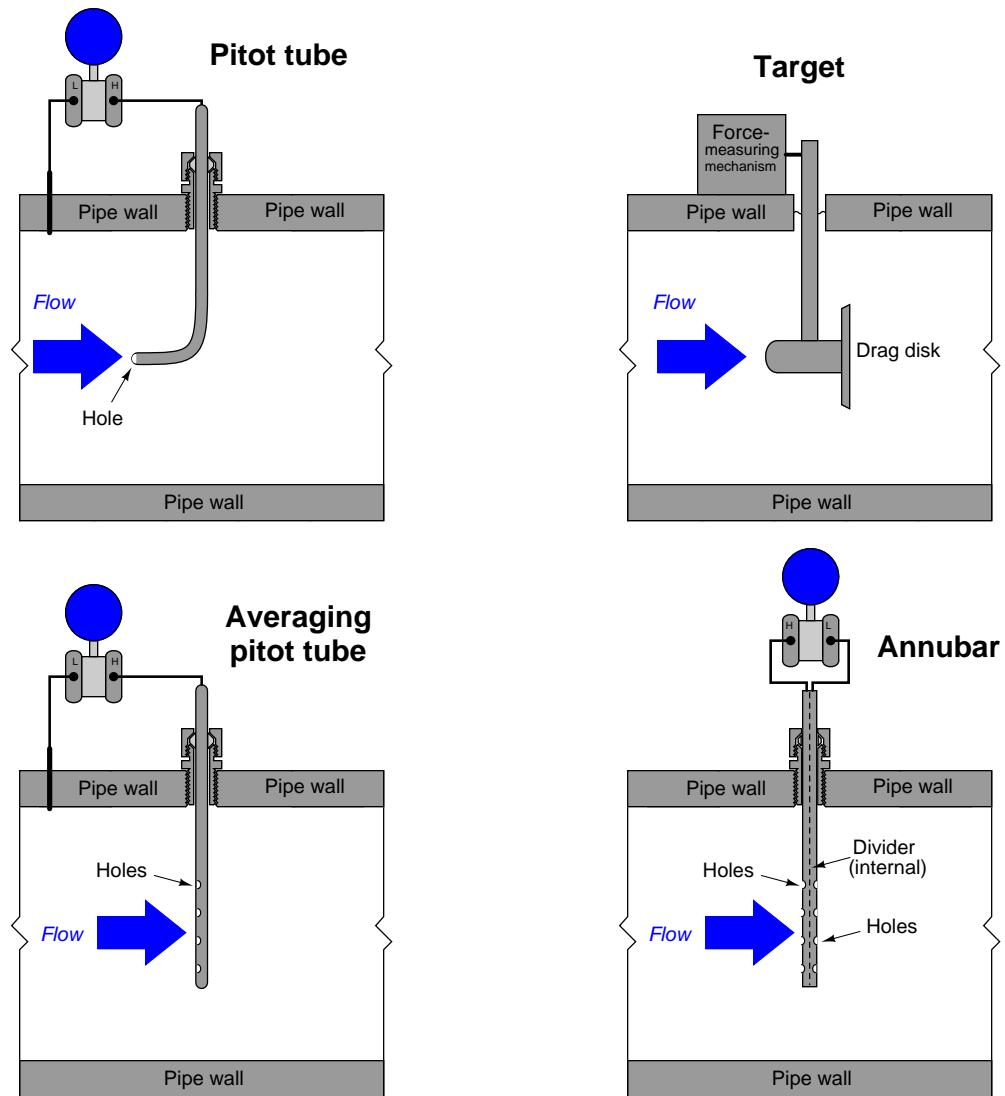 Pitot tube
L H
Pipe wall Pipe wall
Flow
Hole
Pipe wall
Target
Force-
measuring
mechanism
Pipe wall Pipe wall
Flow
Drag disk
Pipe wall
Averaging
pitot tube
L H
Pipe wall Pipe wall
Holes
Flow
Pipe wall
Annubar
H L
Pipe wall Pipe wall
Divider
(internal)
Holes
Holes
Flow
Pipe wall